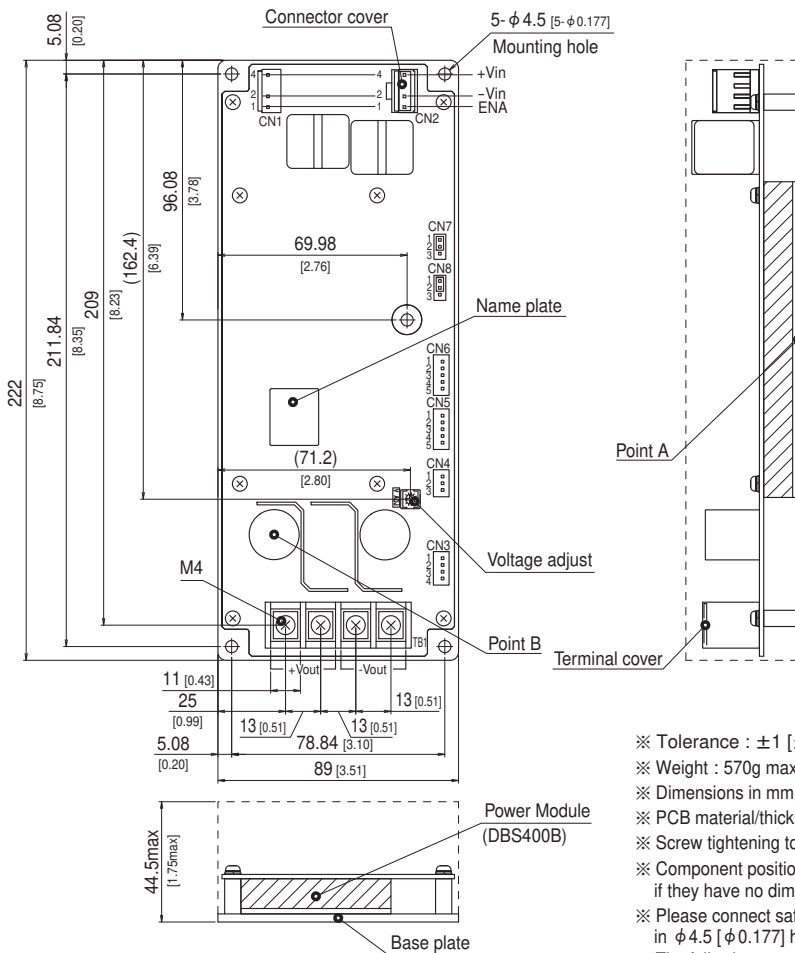 Connector cover
5-φ4.5 [5-φ0.177]
Mounting hole
5.08
[0.20]
4
2
1
CN1
4
2
1
CN2
+Vin
−Vin
ENA
96.08
[3.78]
(162.4)
[6.39]
209
[8.23]
211.84
[8.35]
222
[8.75]
69.98
[2.76]
CN7
1
2
3
CN8
1
2
3
Name plate
CN6
1
2
3
4
5
CN5
1
2
3
4
5
(71.2)
[2.80]
CN4
1
2
3
Point A
Voltage adjust
CN3
1
2
3
4
M4
TB1
Point B
Terminal cover
+Vout
-Vout
11 [0.43]
25
[0.99]
13 [0.51]
13 [0.51]
13 [0.51]
5.08
[0.20]
78.84 [3.10]
89 [3.51]
44.5max
[1.75max]
Power Module
(DBS400B)
Base plate
※ Tolerance : ±1 [
※ Weight : 570g max
※ Dimensions in mm
※ PCB material/thick
※ Screw tightening to
※ Component positio
if they have no dim
※ Please connect saf
in φ4.5 [φ0.177] h